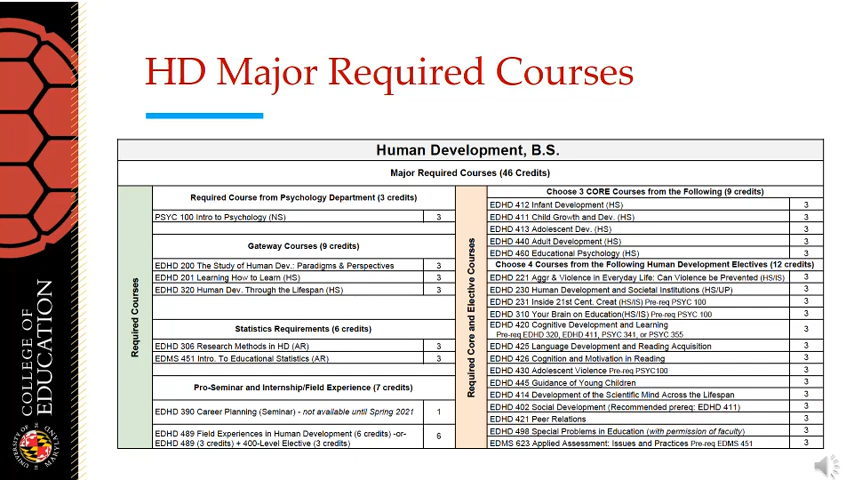 HD Major Required Courses
Human Development, B.S.
Major Required Courses (46 Credits)
Required Courses
Required Course from Psychology Department (3 credits)
PSYC 100 Intro to Psychology (NS) 3
Gateway Courses (9 credits)
EDHD 200 The Study of Human Dev.: Paradigms & Perspectives 3
EDHD 201 Learning How to Learn (HS) 3
EDHD 320 Human Dev. Through the Lifespan (HS) 3
Statistics Requirements (6 credits)
EDHD 306 Research Methods in HD (AR) 3
EDMS 451 Intro. To Educational Statistics (AR) 3
Pro-Seminar and Internship/Field Experience (7 credits)
EDHD 390 Career Planning (Seminar) - not available until Spring 2021 1
EDHD 489 Field Experiences in Human Development (6 credits) -or- 6
EDHD 489 (3 credits) + 400-Level Elective (3 credits)
Required Core and Elective Courses
Choose 3 CORE Courses from the Following (9 credits)
EDHD 412 Infant Development (HS) 3
EDHD 411 Child Growth and Dev. (HS) 3
EDHD 413 Adolescent Dev. (HS) 3
EDHD 440 Adult Development (HS) 3
EDHD 460 Educational Psychology (HS) 3
Choose 4 Courses from the Following Human Development Electives (12 credits)
EDHD 221 Aggr & Violence in Everyday Life: Can Violence be Prevented (HS/IS) 3
EDHD 230 Human Development and Societal Institutions (HS/UP) 3
EDHD 231 Inside 21st Cent. Creat (HS/IS) Pre-req PSYC 100 3
EDHD 310 Your Brain on Education(HS/IS) Pre-req PSYC 100 3
EDHD 420 Cognitive Development and Learning 3
Pre-req EDHD 320, EDHD 411, PSYC 341, or PSYC 355
EDHD 425 Language Development and Reading Acquisition 3
EDHD 426 Cognition and Motivation in Reading 3
EDHD 430 Adolescent Violence Pre-req PSYC100 3
EDHD 445 Guidance of Young Children 3
EDHD 414 Development of the Scientific Mind Across the Lifespan 3
EDHD 402 Social Development (Recommended prereq: EDHD 411) 3
EDHD 421 Peer Relations 3
EDHD 498 Special Problems in Education (with permission of faculty) 3
EDMS 623 Applied Assessment: Issues and Practices Pre-req EDMS 451 3
COLLEGE OF
EDUCATION
UNIVERSITY OF
MARYLAND